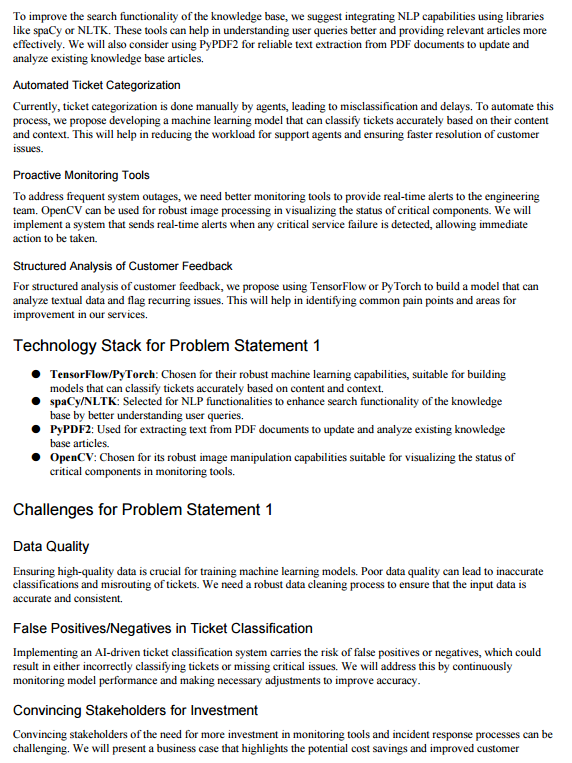 To improve the search functionality of the knowledge base, we suggest integrating NLP capabilities using libraries
like spaCy or NLTK. These tools can help in understanding user queries better and providing relevant articles more
effectively. We will also consider using PyPDF2 for reliable text extraction from PDF documents to update and
analyze existing knowledge base articles.
Automated Ticket Categorization
Currently, ticket categorization is done manually by agents, leading to misclassification and delays. To automate this
process, we propose developing a machine learning model that can classify tickets accurately based on their content
and context. This will help in reducing the workload for support agents and ensuring faster resolution of customer
issues.
Proactive Monitoring Tools
To address frequent system outages, we need better monitoring tools to provide real-time alerts to the engineering
team. OpenCV can be used for robust image processing in visualizing the status of critical components. We will
implement a system that sends real-time alerts when any critical service failure is detected, allowing immediate
action to be taken.
Structured Analysis of Customer Feedback
For structured analysis of customer feedback, we propose using TensorFlow or PyTorch to build a model that can
analyze textual data and flag recurring issues. This will help in identifying common pain points and areas for
improvement in our services.
Technology Stack for Problem Statement 1
● TensorFlow/PyTorch: Chosen for their robust machine learning capabilities, suitable for building
models that can classify tickets accurately based on content and context.
● spaCy/NLTK: Selected for NLP functionalities to enhance search functionality of the knowledge
base by better understanding user queries.
● PyPDF2: Used for extracting text from PDF documents to update and analyze existing knowledge
base articles.
● OpenCV: Chosen for its robust image manipulation capabilities suitable for visualizing the status of
critical components in monitoring tools.
Challenges for Problem Statement 1
Data Quality
Ensuring high-quality data is crucial for training machine learning models. Poor data quality can lead to inaccurate
classifications and misrouting of tickets. We need a robust data cleaning process to ensure that the input data is
accurate and consistent.
False Positives/Negatives in Ticket Classification
Implementing an AI-driven ticket classification system carries the risk of false positives or negatives, which could
result in either incorrectly classifying tickets or missing critical issues. We will address this by continuously
monitoring model performance and making necessary adjustments to improve accuracy.
Convincing Stakeholders for Investment
Convincing stakeholders of the need for more investment in monitoring tools and incident response processes can be
challenging. We will present a business case that highlights the potential cost savings and improved customer